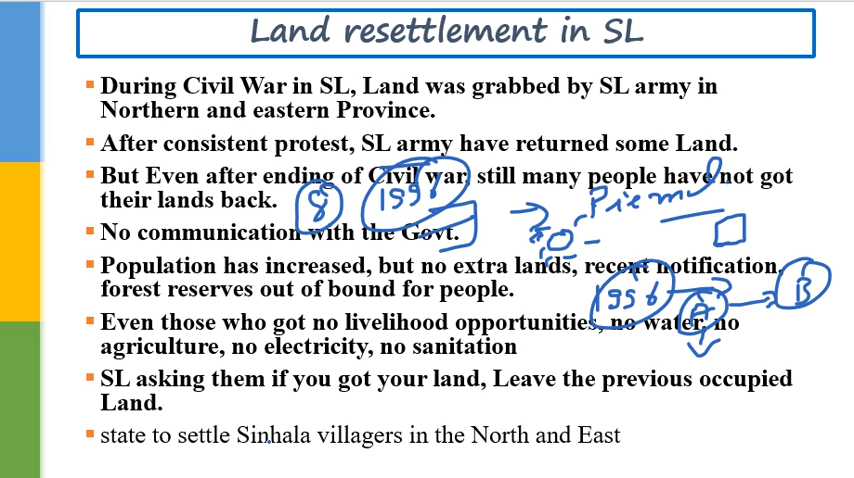 Land resettlement in SL
During Civil War in SL, Land was grabbed by SL army in
Northern and eastern Province.
After consistent protest, SL army have returned some Land.
But Even after ending of Civil war, still many people have not got
their lands back.
8
1996
No communication with the Govt.
Population has increased, but no extra lands, recent notification,
forest reserves out of bound for people.
1956
A
B
Even those who got no livelihood opportunities, no water, no
agriculture, no electricity, no sanitation
SL asking them if you got your land, Leave the previous occupied
Land.
state to settle Sinhala villagers in the North and East